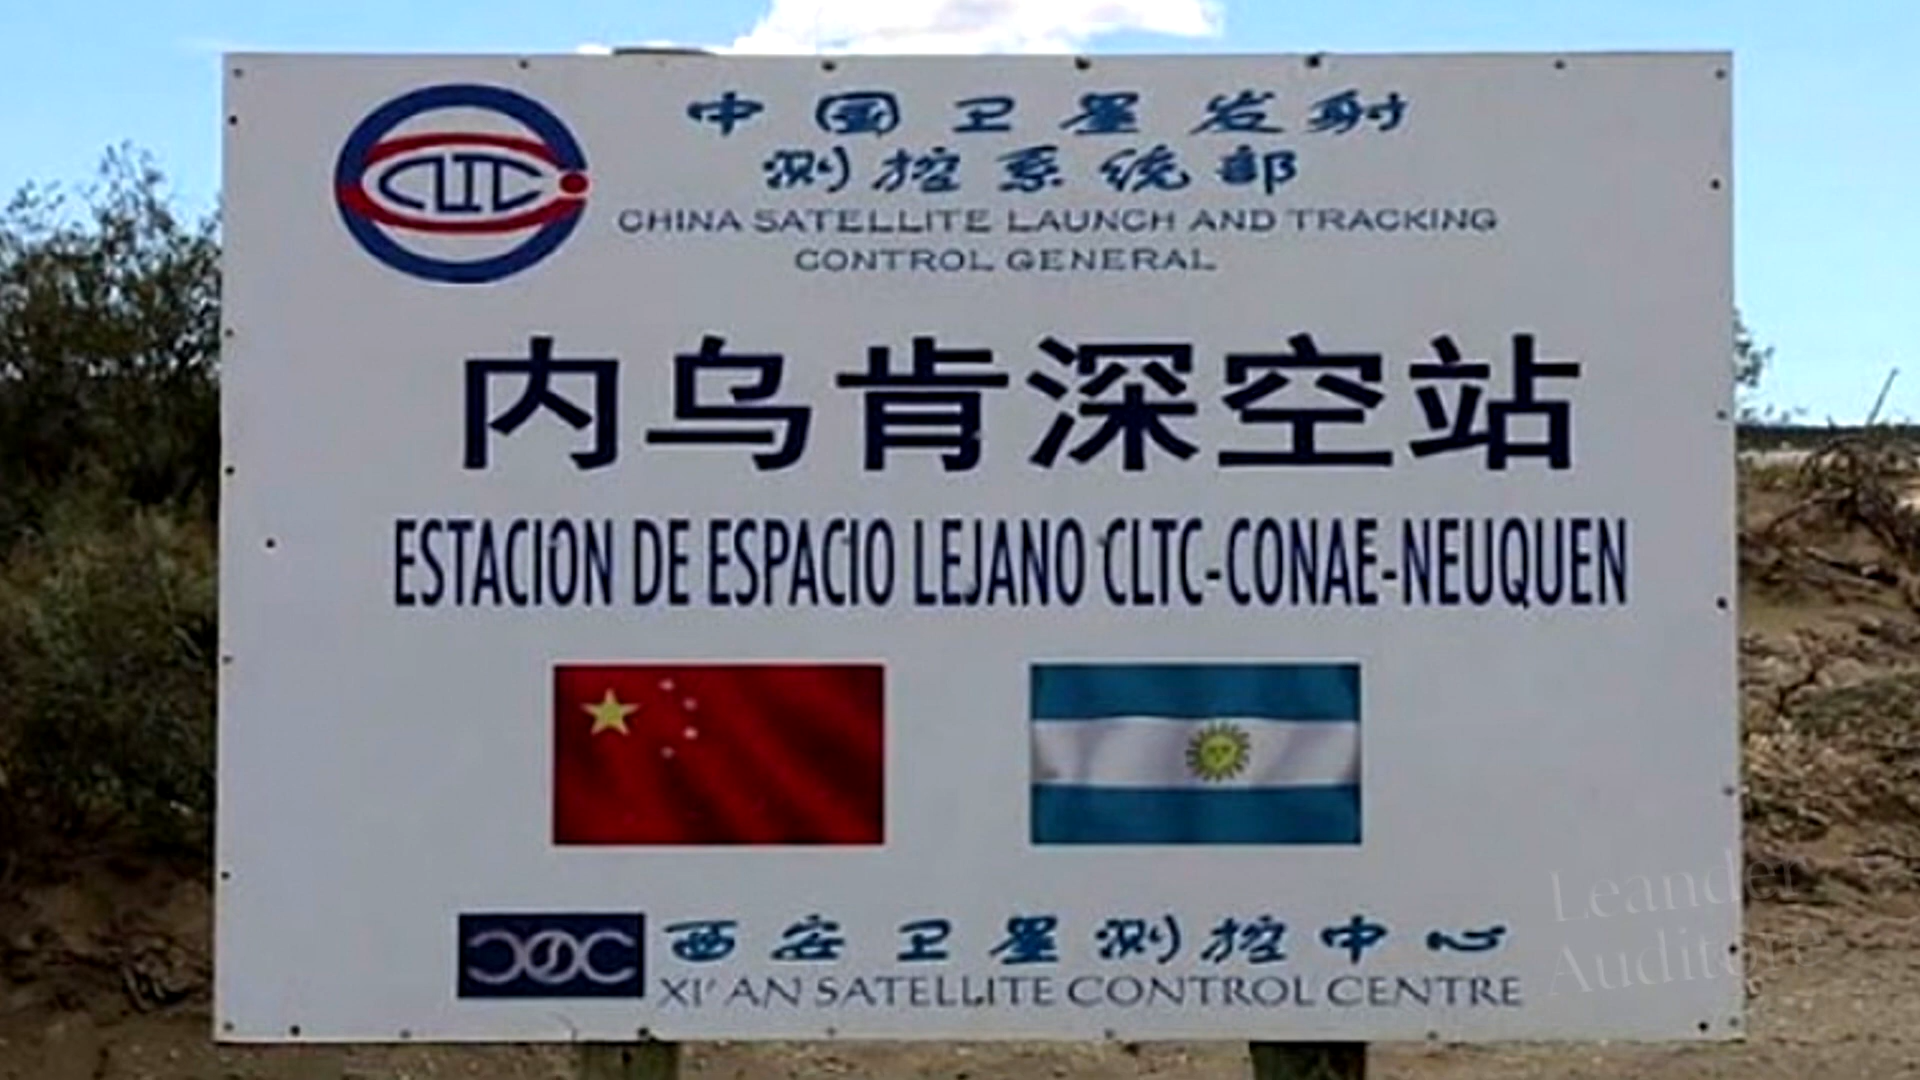 CLTC
中国卫星发射
测控系统部
CHINA SATELLITE LAUNCH AND TRACKING
CONTROL GENERAL
内乌肯深空站
ESTACION DE ESPACIO LEJANO CLTC-CONAE-NEUQUEN
西安卫星测控中心
XI' AN SATELLITE CONTROL CENTRE
Leander
Auditore